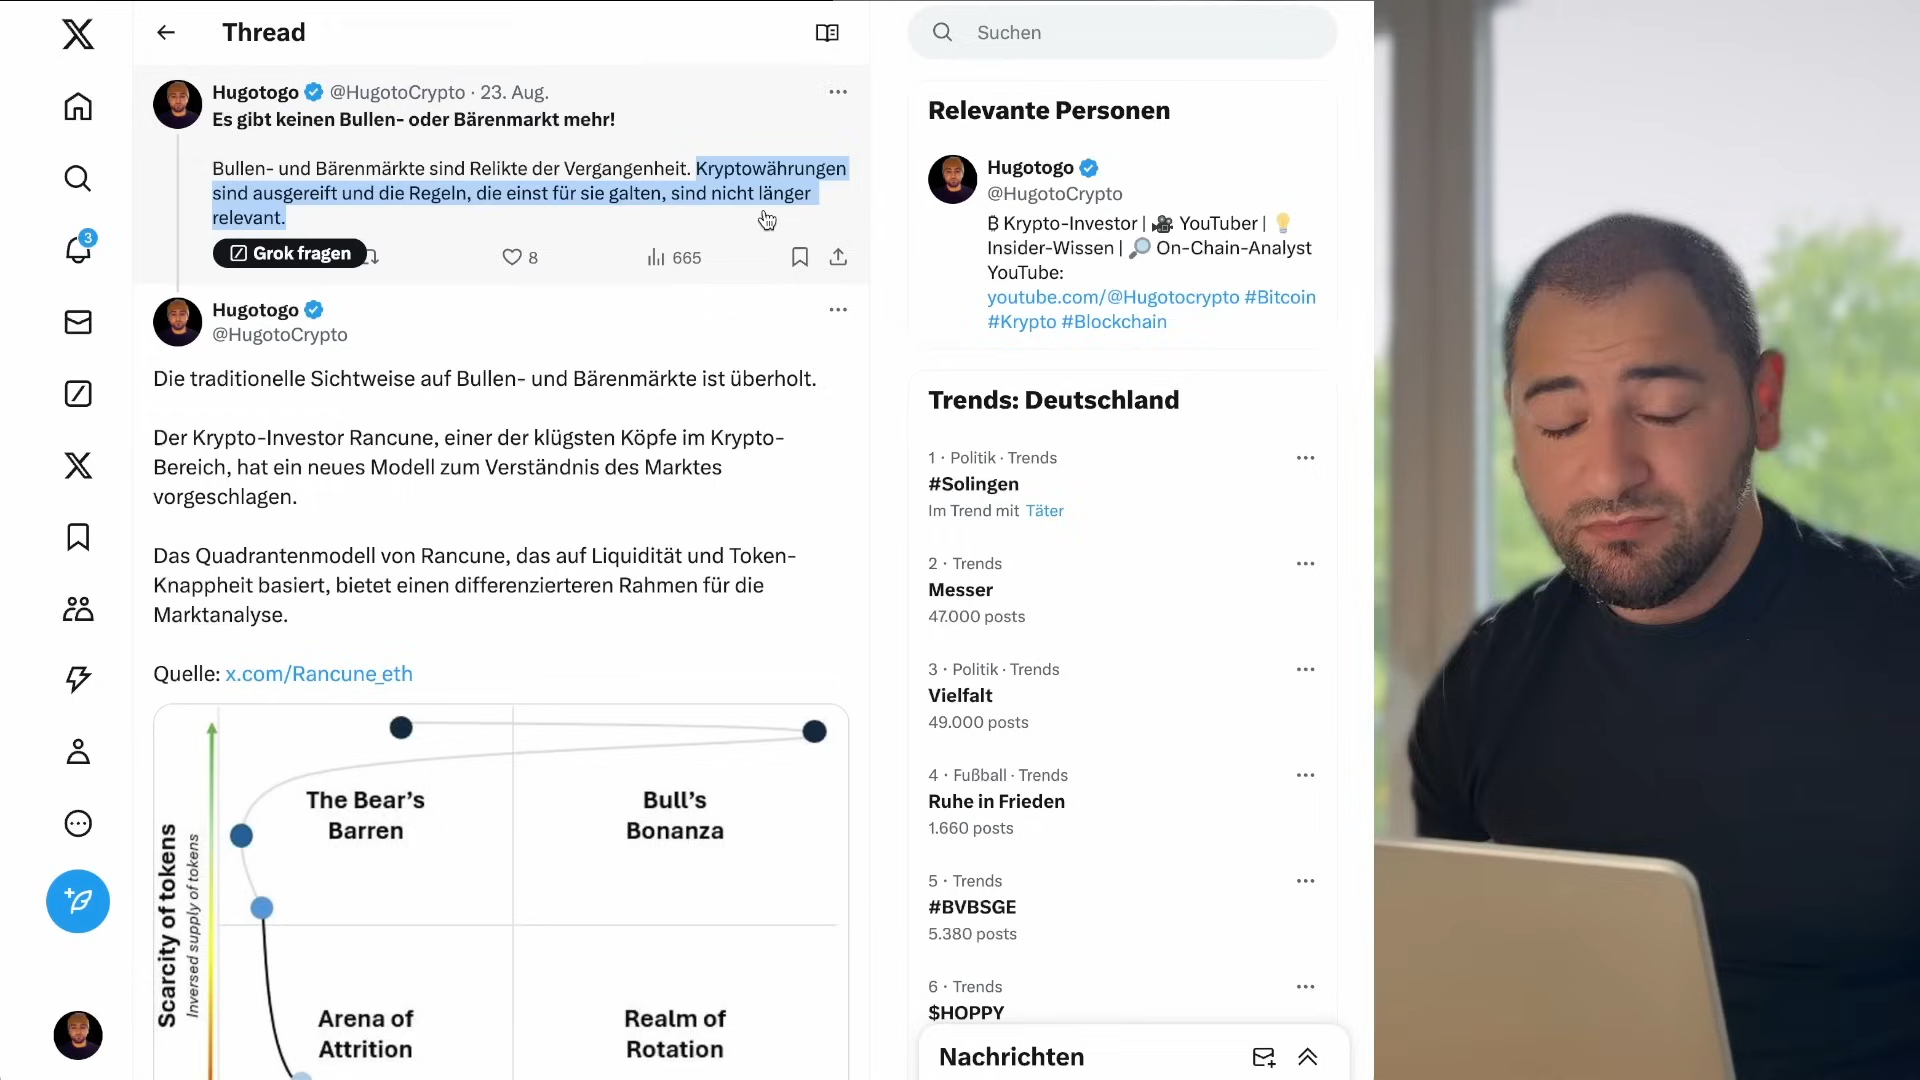 Thread
Hugotogo @HugotoCrypto · 23. Aug.
Es gibt keinen Bullen- oder Bärenmarkt mehr!
Bullen- und Bärenmärkte sind Relikte der Vergangenheit. Kryptowährungen
sind ausgereift und die Regeln, die einst für sie galten, sind nicht länger
relevant.
Grok fragen
8
665
Hugotogo
@HugotoCrypto
Die traditionelle Sichtweise auf Bullen- und Bärenmärkte ist überholt.
Der Krypto-Investor Rancune, einer der klügsten Köpfe im Krypto-
Bereich, hat ein neues Modell zum Verständnis des Marktes
vorgeschlagen.
Das Quadrantenmodell von Rancune, das auf Liquidität und Token-
Knappheit basiert, bietet einen differenzierteren Rahmen für die
Marktanalyse.
Quelle: x.com/Rancune_eth
Scarcity of tokens
Inversed supply of tokens
The Bear's
Barren
Bull's
Bonanza
Arena of
Attrition
Realm of
Rotation
3
Suchen
Relevante Personen
Hugotogo
@HugotoCrypto
₿ Krypto-Investor | 🎥 YouTuber | 💡
Insider-Wissen | 🔎 On-Chain-Analyst
YouTube:
youtube.com/@Hugotocrypto #Bitcoin
#Krypto #Blockchain
Trends: Deutschland
1 · Politik · Trends
#Solingen
Im Trend mit Täter
2 · Trends
Messer
47.000 posts
3 · Politik · Trends
Vielfalt
49.000 posts
4 · Fußball · Trends
Ruhe in Frieden
1.660 posts
5 · Trends
#BVBSGE
5.380 posts
6 · Trends
$HOPPY
Nachrichten